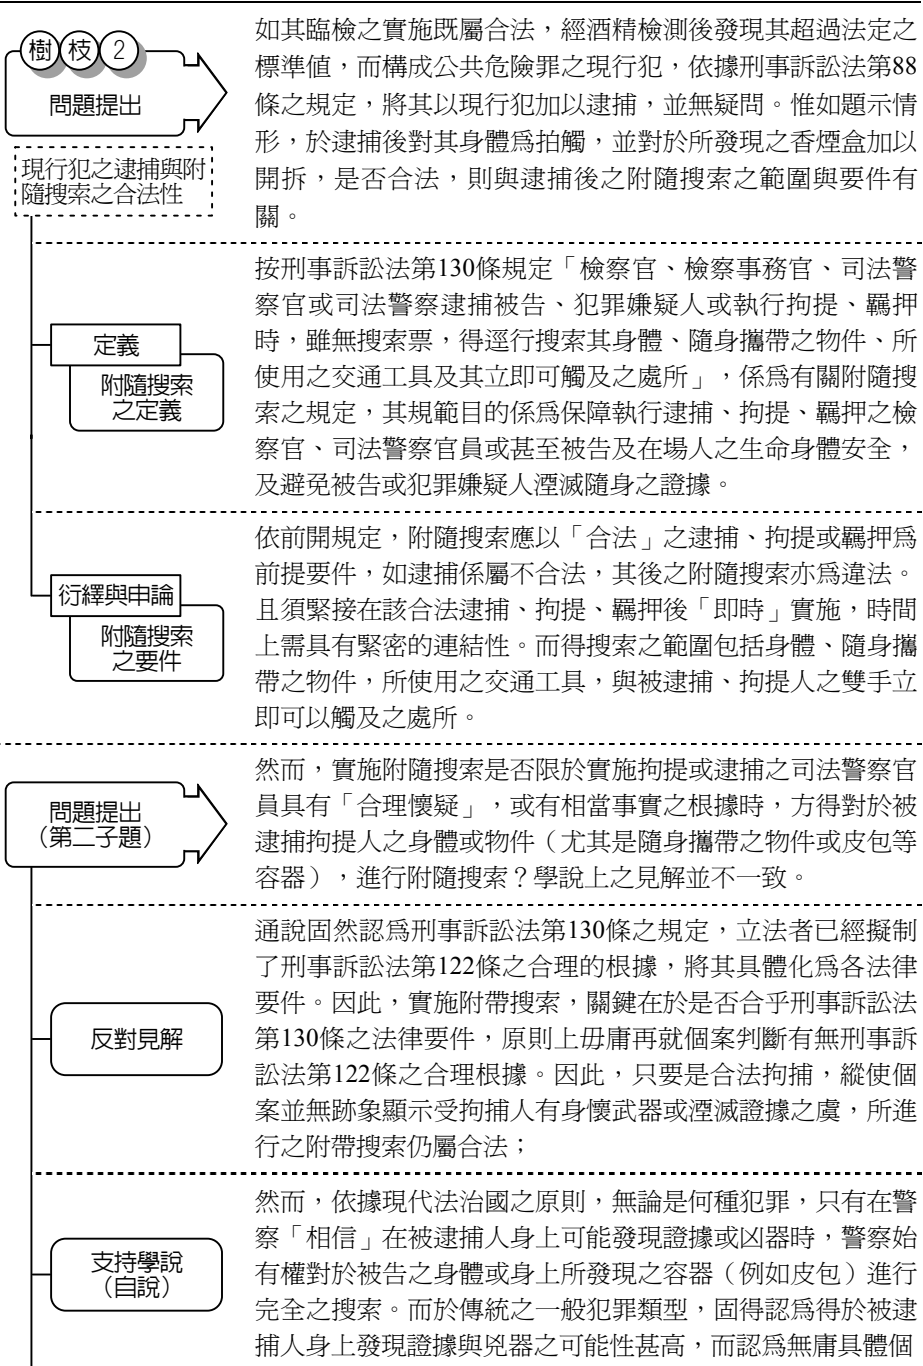 樹枝2
問題提出
現行犯之逮捕與附
隨搜索之合法性
如其臨檢之實施既屬合法，經酒精檢測後發現其超過法定之
標準值，而構成公共危險罪之現行犯，依據刑事訴訟法第88
條之規定，將其以現行犯加以逮捕，並無疑問。惟如題示情
形，於逮捕後對其身體為拍觸，並對於所發現之香煙盒加以
開拆，是否合法，則與逮捕後之附隨搜索之範圍與要件有
關。
定義
附隨搜索
之定義
按刑事訴訟法第130條規定「檢察官、檢察事務官、司法警
察官或司法警察逮捕被告、犯罪嫌疑人或執行拘提、羈押
時，雖無搜索票，得逕行搜索其身體、隨身攜帶之物件、所
使用之交通工具及其立即可觸及之處所」，係為有關附隨搜
索之規定，其規範目的係為保障執行逮捕、拘提、羈押之檢
察官、司法警察官員或甚至被告及在場人之生命身體安全，
及避免被告或犯罪嫌疑人湮滅隨身之證據。
衍繹與申論
附隨搜索
之要件
依前開規定，附隨搜索應以「合法」之逮捕、拘提或羈押為
前提要件，如逮捕係屬不合法，其後之附隨搜索亦為違法。
且須緊接在該合法逮捕、拘提、羈押後「即時」實施，時間
上需具有緊密的連結性。而得搜索之範圍包括身體、隨身攜
帶之物件，所使用之交通工具，與被逮捕、拘提人之雙手立
即可以觸及之處所。
問題提出
（第二子題）
然而，實施附隨搜索是否限於實施拘提或逮捕之司法警察官
員具有「合理懷疑」，或有相當事實之根據時，方得對於被
逮捕拘提人之身體或物件（尤其是隨身攜帶之物件或皮包等
容器），進行附隨搜索？學說上之見解並不一致。
反對見解
通說固然認為刑事訴訟法第130條之規定，立法者已經擬制
了刑事訴訟法第122條之合理的根據，將其具體化為各法律
要件。因此，實施附帶搜索，關鍵在於是否合乎刑事訴訟法
第130條之法律要件，原則上毋庸再就個案判斷有無刑事訴
訟法第122條之合理根據。因此，只要是合法拘捕，縱使個
案並無跡象顯示受拘捕人有身懷武器或湮滅證據之虞，所進
行之附帶搜索仍屬合法；
支持學說
（自說）
然而，依據現代法治國之原則，無論是何種犯罪，只有在警
察「相信」在被逮捕人身上可能發現證據或凶器時，警察始
有權對於被告之身體或身上所發現之容器（例如皮包）進行
完全之搜索。而於傳統之一般犯罪類型，固得認為得於被逮
捕人身上發現證據與兇器之可能性甚高，而認為無庸具體個